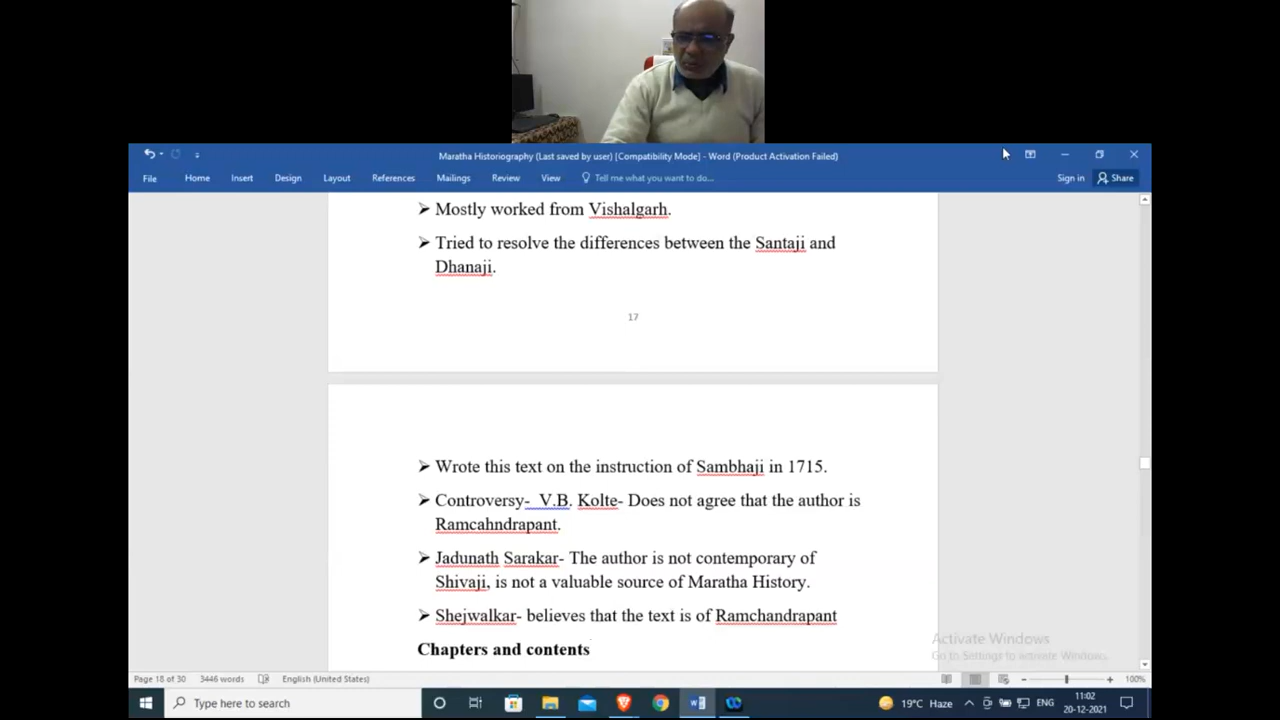 Maratha Historiography (Last saved by user) [Compatibility Mode] - Word (Product Activation Failed)
File Home Insert Design Layout References Mailings Review View Tell me what you want to do... Sign in Share
➤ Mostly worked from Vishalgarh.
➤ Tried to resolve the differences between the Santaji and
Dhanaji.
17
➤ Wrote this text on the instruction of Sambhaji in 1715.
➤ Controversy- V.B. Kolte- Does not agree that the author is
Ramcahndrapant.
➤ Jadunath Sarakar- The author is not contemporary of
Shivaji, is not a valuable source of Maratha History.
➤ Shejwalkar- believes that the text is of Ramchandrapant
Chapters and contents
Activate Windows
Go to Settings to activate Windows.
Page 18 of 30 3446 words English (United States) 100%
Type here to search 19°C Haze ENG 11:02
20-12-2021